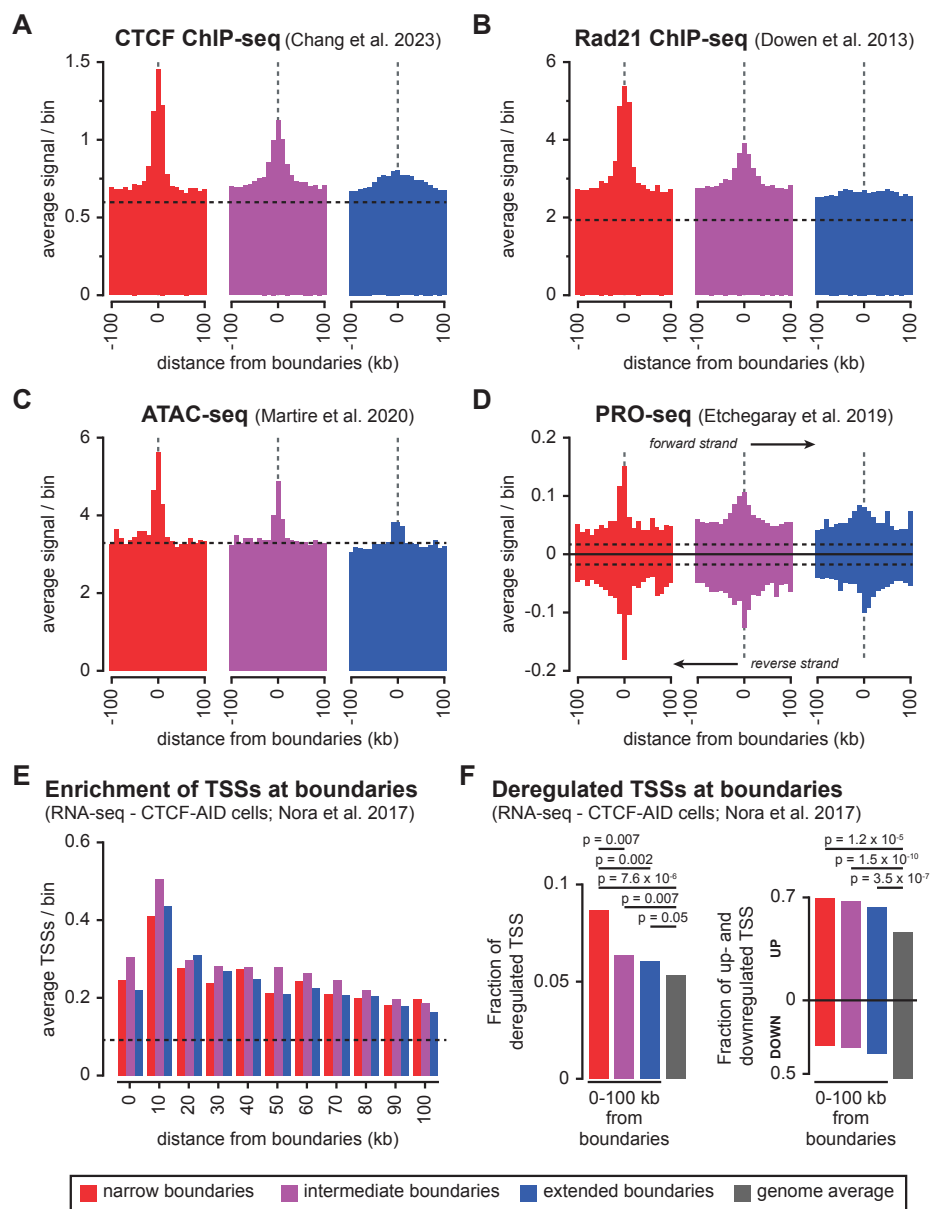 A
CTCF ChIP-seq (Chang et al. 2023)
average signal / bin
1.5
1
0.5
0
-100
0
100
-100
0
100
-100
0
100
distance from boundaries (kb)
B
Rad21 ChIP-seq (Dowen et al. 2013)
average signal / bin
6
4
2
0
-100
0
100
-100
0
100
-100
0
100
distance from boundaries (kb)
C
ATAC-seq (Martire et al. 2020)
average signal / bin
6
4
2
0
-100
0
100
-100
0
100
-100
0
100
distance from boundaries (kb)
D
PRO-seq (Etchegaray et al. 2019)
average signal / bin
0.2
0.1
0
-0.1
-0.2
forward strand
reverse strand
-100
0
100
-100
0
100
-100
0
100
distance from boundaries (kb)
E
Enrichment of TSSs at boundaries
(RNA-seq - CTCF-AID cells; Nora et al. 2017)
average TSSs / bin
0.6
0.4
0.2
0
0
10
20
30
40
50
60
70
80
90
100
distance from boundaries (kb)
F
Deregulated TSSs at boundaries
(RNA-seq - CTCF-AID cells; Nora et al. 2017)
p = 0.007
p = 0.002
p = 7.6 x 10⁻⁶
p = 0.007
p = 0.05
Fraction of
deregulated TSS
0.1
0.05
0
0-100 kb
from
boundaries
p = 1.2 x 10⁻⁵
p = 1.5 x 10⁻¹⁰
p = 3.5 x 10⁻⁷
Fraction of up- and
downregulated TSS
UP
DOWN
0.7
0
0.5
0-100 kb
from
boundaries
narrow boundaries
intermediate boundaries
extended boundaries
genome average